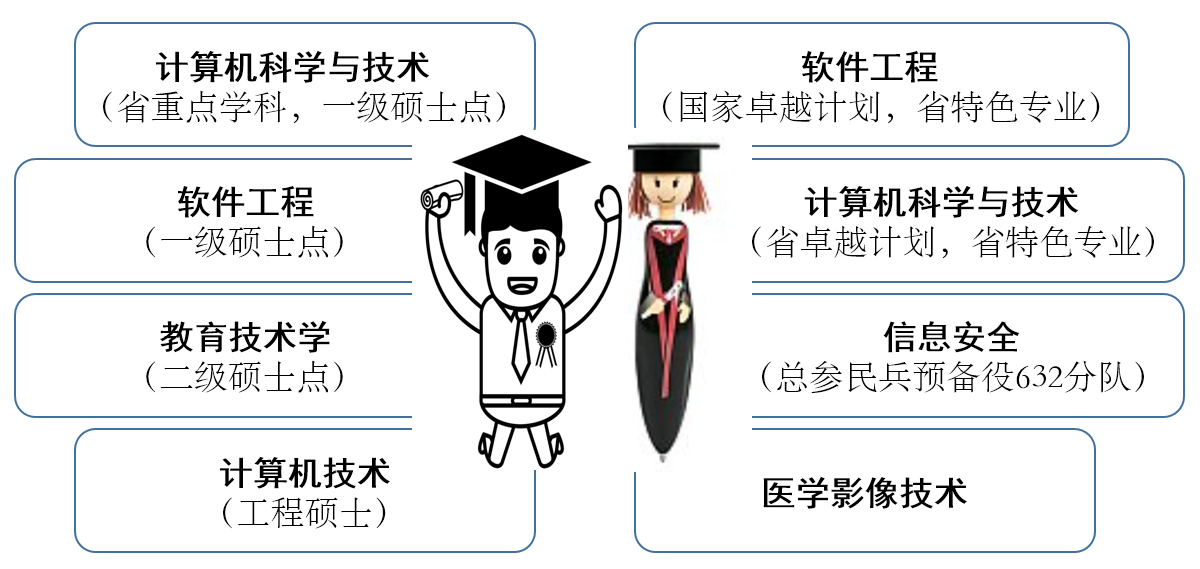 计算机科学与技术
（省重点学科，一级硕士点）
软件工程
（一级硕士点）
教育技术学
（二级硕士点）
计算机技术
（工程硕士）
软件工程
（国家卓越计划，省特色专业）
计算机科学与技术
（省卓越计划，省特色专业）
信息安全
（总参民兵预备役632分队）
医学影像技术